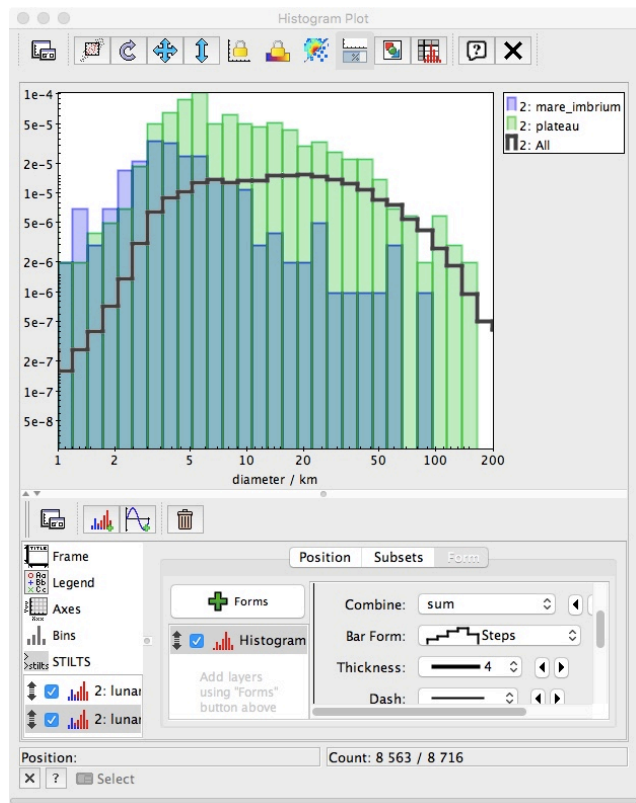 Histogram Plot
1e-4
5e-5
2e-5
1e-5
5e-6
2e-6
1e-6
5e-7
2e-7
1e-7
5e-8
1 2 5 10 20 50 100 200
diameter / km
2: mare_imbrium
2: plateau
2: All
Position Subsets Form
Frame
Legend
Axes
Bins
STILTS
2: lunar
2: lunar
Forms
Histogram
Add layers
using "Forms"
button above
Combine: sum
Bar Form: Steps
Thickness: 4
Dash:
Position: Count: 8 563 / 8 716
Select